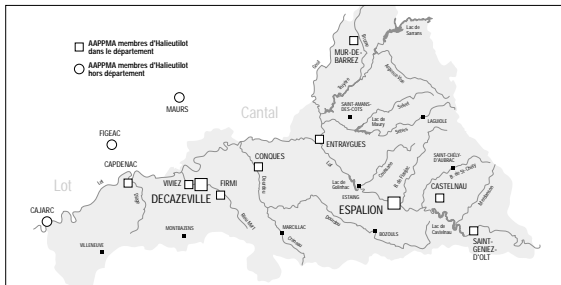 AAPPMA membres d'Halieutilot
dans le département
AAPPMA membres d'Halieutilot
hors département
Lac de
Sarrans
MUR-DE-
BARREZ
Goul
Truyère
MAURS
Cantal
SAINT-AMANS-
DES-COTS
Selvet
Lac de
Maury
Selves
LAGUIOLE
FIGEAC
ENTRAYGUES
Lot
CAPDENAC
CONQUES
SAINT-CHÉLY-
D'AUBRAC
Lot
VIVIEZ
FIRMI
Lac de
Golinhac
CASTELNAU
DECAZEVILLE
ESTAING
ESPALION
CAJARC
Dourdou
Lac de
Castelnau
MONTBAZENS
MARCILLAC
BOZOULS
SAINT-
GENIEZ-
D'OLT
VILLENEUVE